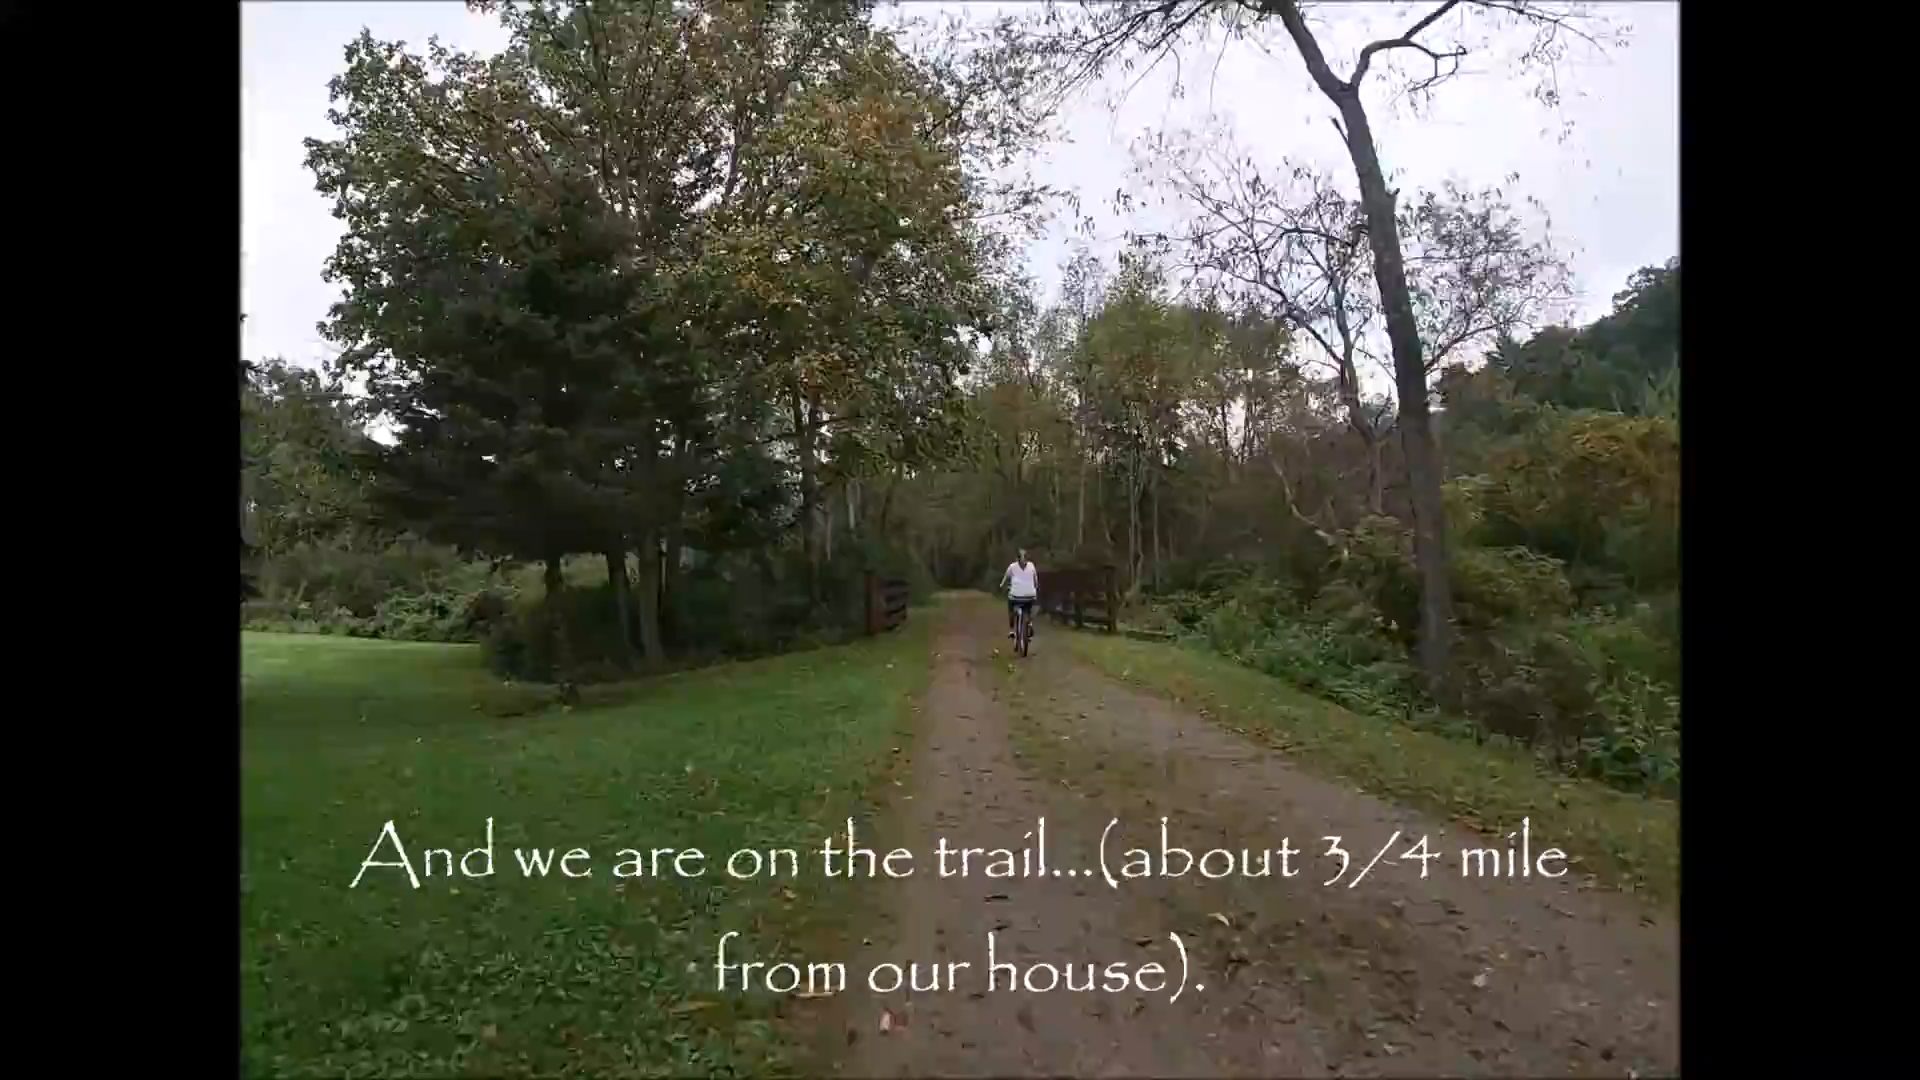 And we are on the trail...(about 3/4 mile
from our house).